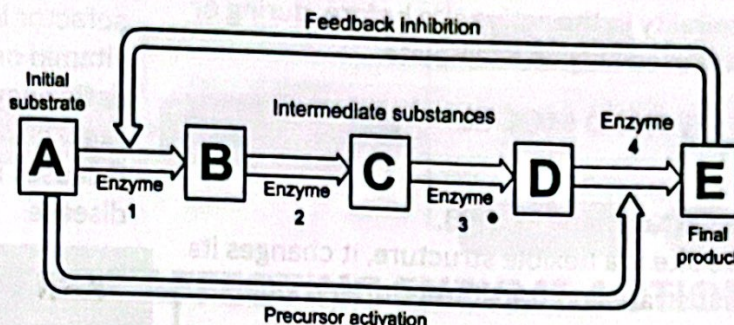 Feedback inhibition
Initial
substrate
Intermediate substances
Enzyme
4
A
B
C
D
E
Enzyme
1
Enzyme
2
Enzyme
3
Final
product
Precursor activation